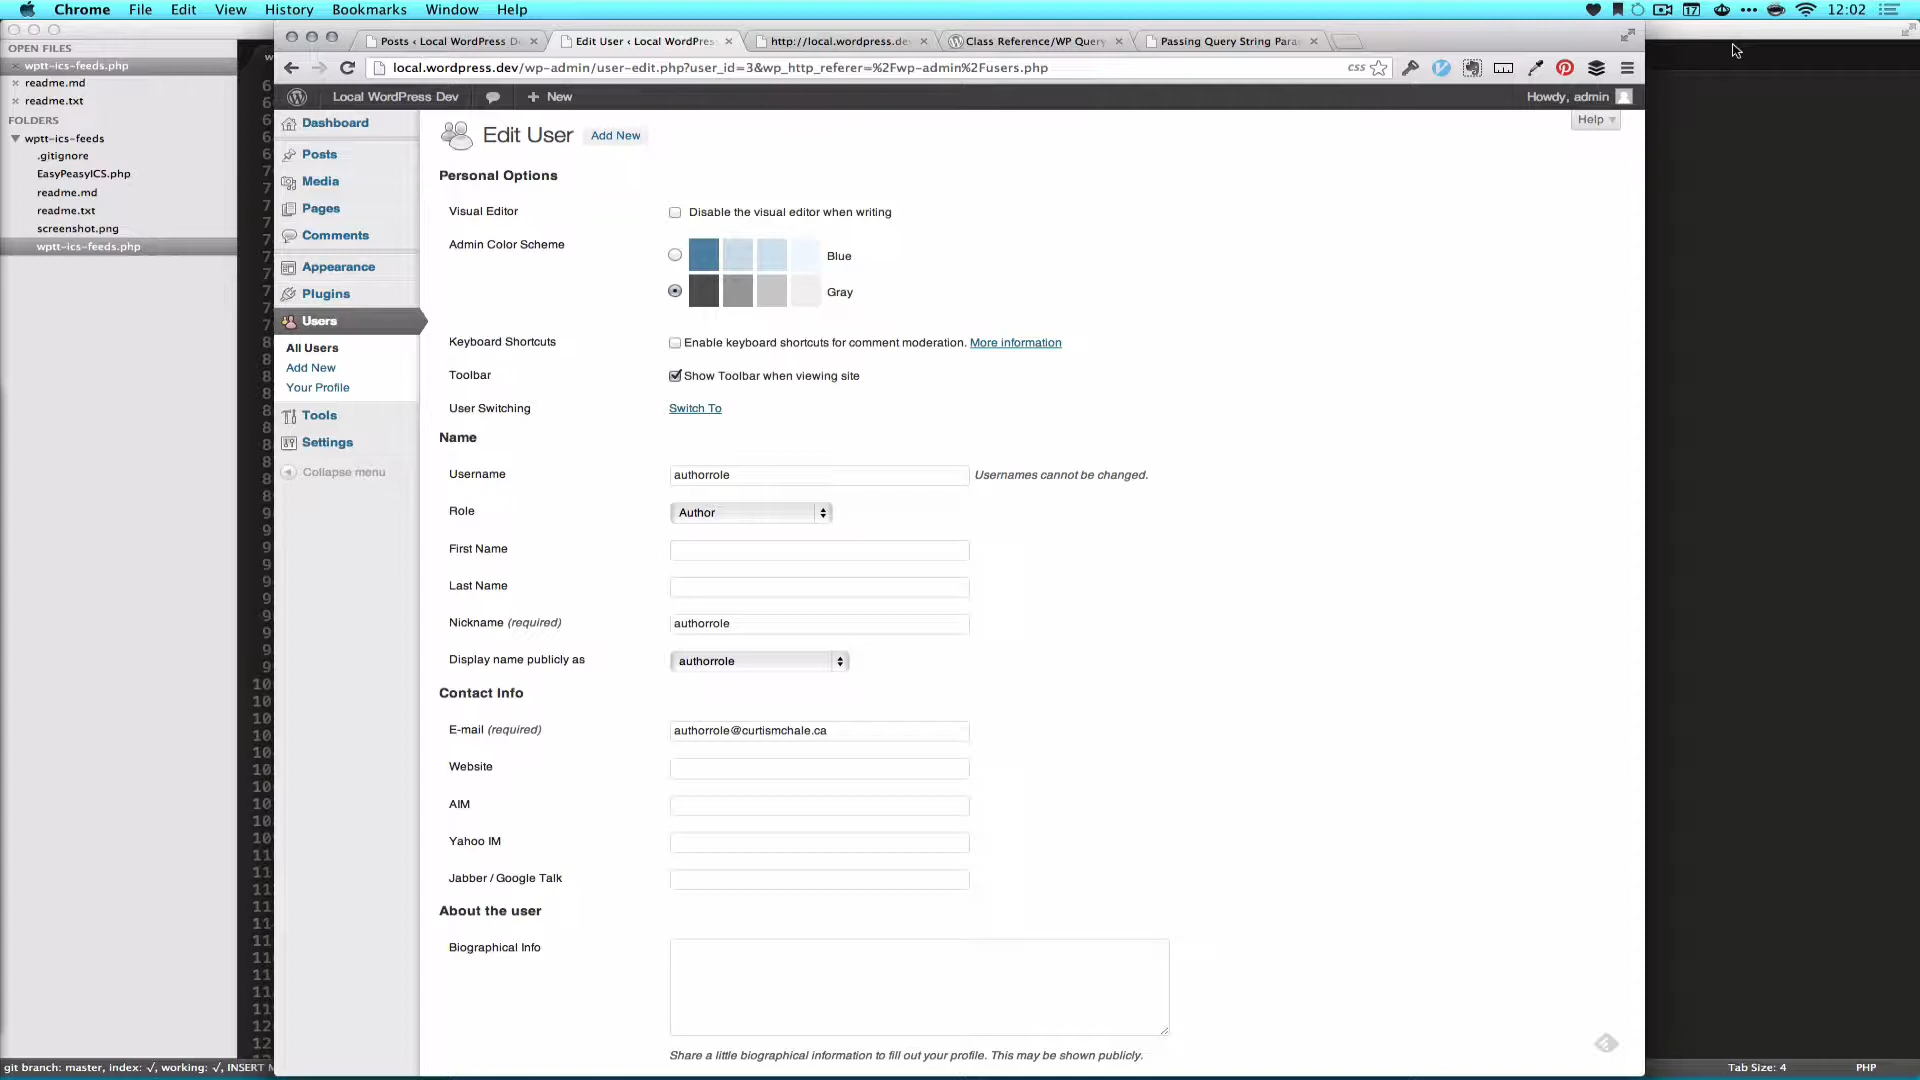 Chrome File Edit View History Bookmarks Window Help
17 12:02
OPEN FILES
wptt-ics-feeds.php
readme.md
readme.txt
FOLDERS
wptt-ics-feeds
.gitignore
EasyPeasyICS.php
readme.md
readme.txt
screenshot.png
wptt-ics-feeds.php
Posts ‹ Local WordPress D
Edit User ‹ Local WordPres
http://local.wordpress.de
Class Reference/WP Query
Passing Query String Para
local.wordpress.dev/wp-admin/user-edit.php?user_id=3&wp_http_referer=%2Fwp-admin%2Fusers.php
css
Local WordPress Dev + New
Howdy, admin
Help
Dashboard
Posts
Media
Pages
Comments
Appearance
Plugins
Users
All Users
Add New
Your Profile
Tools
Settings
Collapse menu
Edit User Add New
Personal Options
Visual Editor Disable the visual editor when writing
Admin Color Scheme
Blue
Gray
Keyboard Shortcuts Enable keyboard shortcuts for comment moderation. More information
Toolbar Show Toolbar when viewing site
User Switching Switch To
Name
Username authorrole Usernames cannot be changed.
Role Author
First Name
Last Name
Nickname (required) authorrole
Display name publicly as authorrole
Contact Info
E-mail (required) authorrole@curtismchale.ca
Website
AIM
Yahoo IM
Jabber / Google Talk
About the user
Biographical Info
Share a little biographical information to fill out your profile. This may be shown publicly.
git branch: master, index: √, working: √, INSERT
Tab Size: 4 PHP